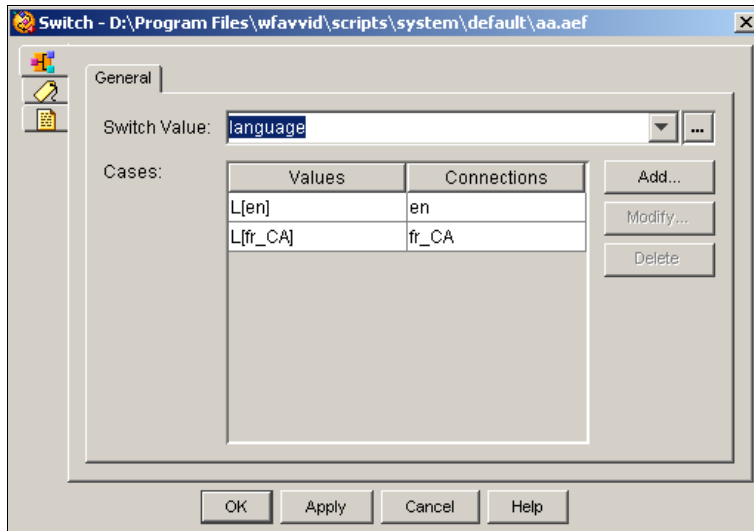 Switch - D:\Program Files\wfavvid\scripts\system\default\aa.aef
General
Switch Value: language ...
Cases: Values Connections Add...
L[en] en Modify...
L[fr_CA] fr_CA Delete
OK Apply Cancel Help